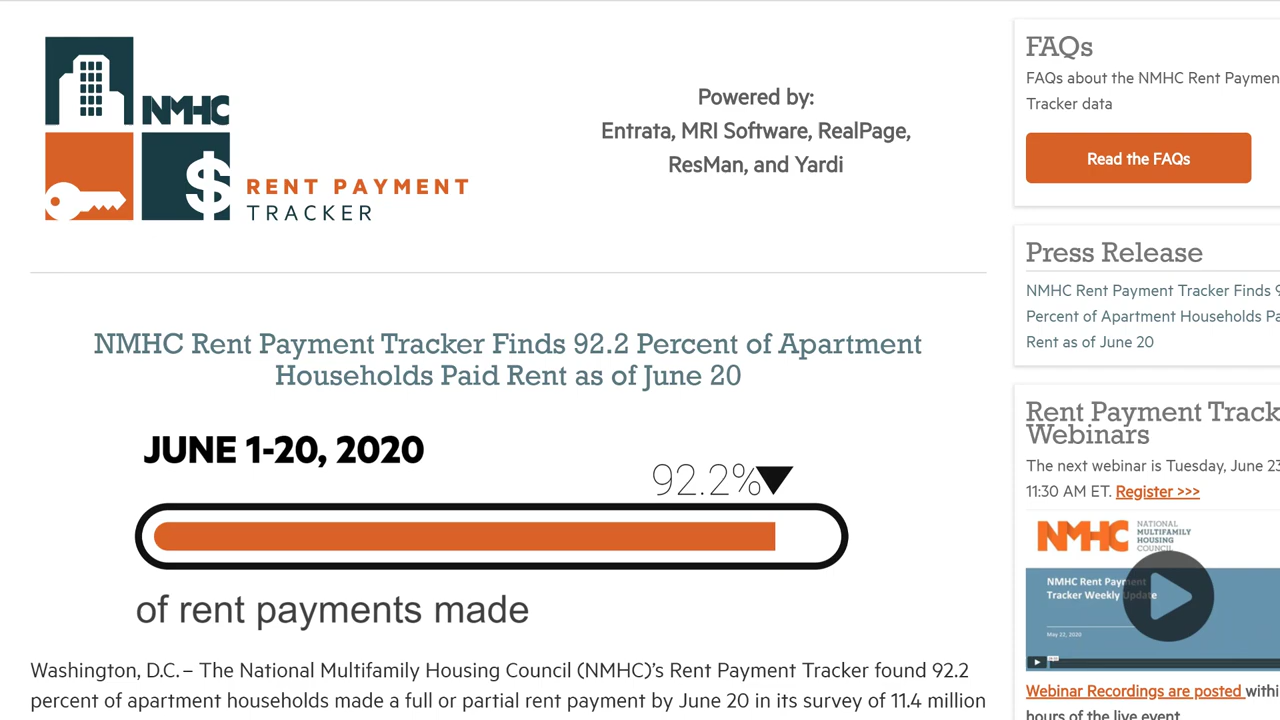 NMHC
RENT PAYMENT
TRACKER
Powered by:
Entrata, MRI Software, RealPage,
ResMan, and Yardi
NMHC Rent Payment Tracker Finds 92.2 Percent of Apartment
Households Paid Rent as of June 20
JUNE 1-20, 2020
92.2%
of rent payments made
Washington, D.C. – The National Multifamily Housing Council (NMHC)’s Rent Payment Tracker found 92.2
percent of apartment households made a full or partial rent payment by June 20 in its survey of 11.4 million
FAQs
FAQs about the NMHC Rent Paymen
Tracker data
Read the FAQs
Press Release
NMHC Rent Payment Tracker Finds 9
Percent of Apartment Households Pa
Rent as of June 20
Rent Payment Track
Webinars
The next webinar is Tuesday, June 23
11:30 AM ET. Register >>>
NMHC
NATIONAL
MULTIFAMILY
HOUSING
COUNCIL
NMHC Rent Payment
Tracker Weekly Update
May 22, 2020
Webinar Recordings are posted within
hours of the live event